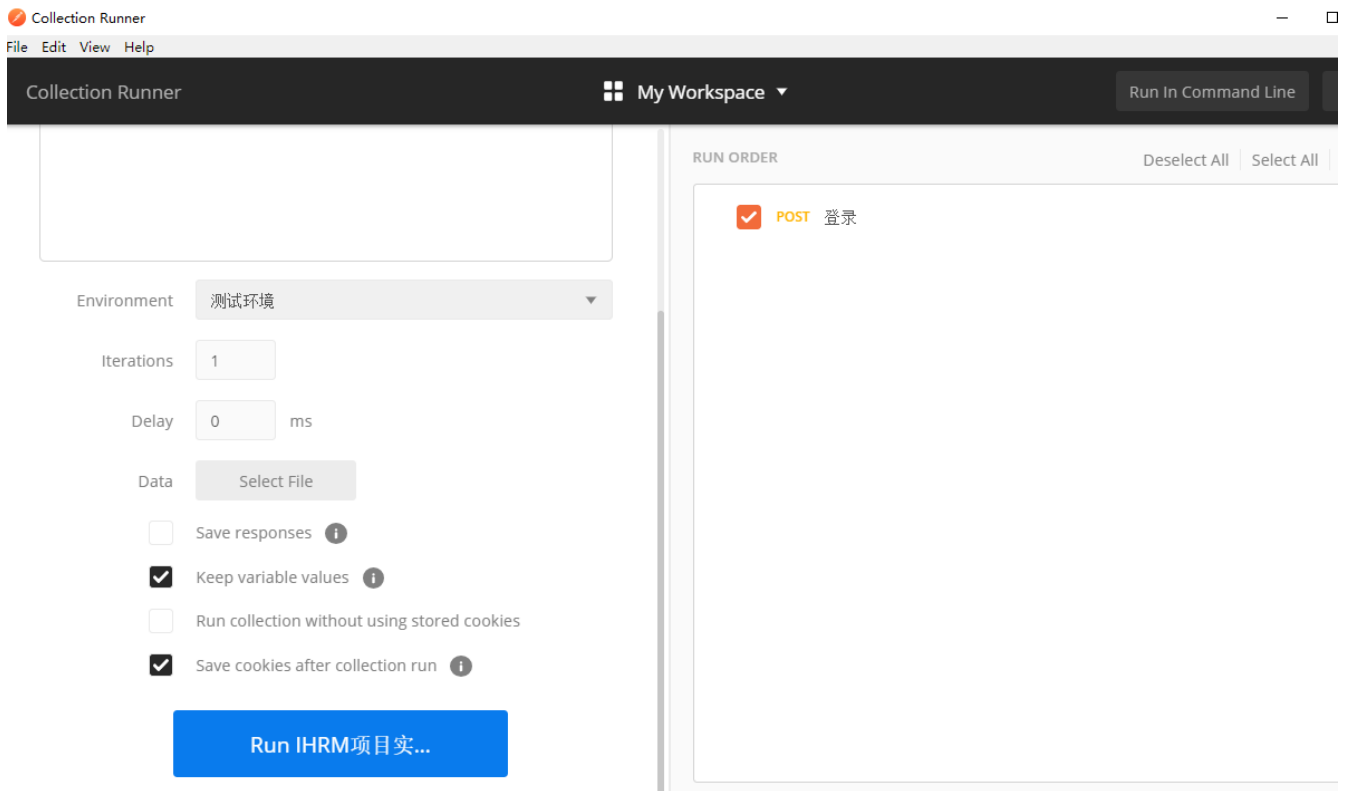 Collection Runner
File Edit View Help
Collection Runner
My Workspace
Run In Command Line
RUN ORDER
Deselect All
Select All
POST 登录
Environment 测试环境
Iterations 1
Delay 0 ms
Data Select File
Save responses
Keep variable values
Run collection without using stored cookies
Save cookies after collection run
Run IHRM项目实...